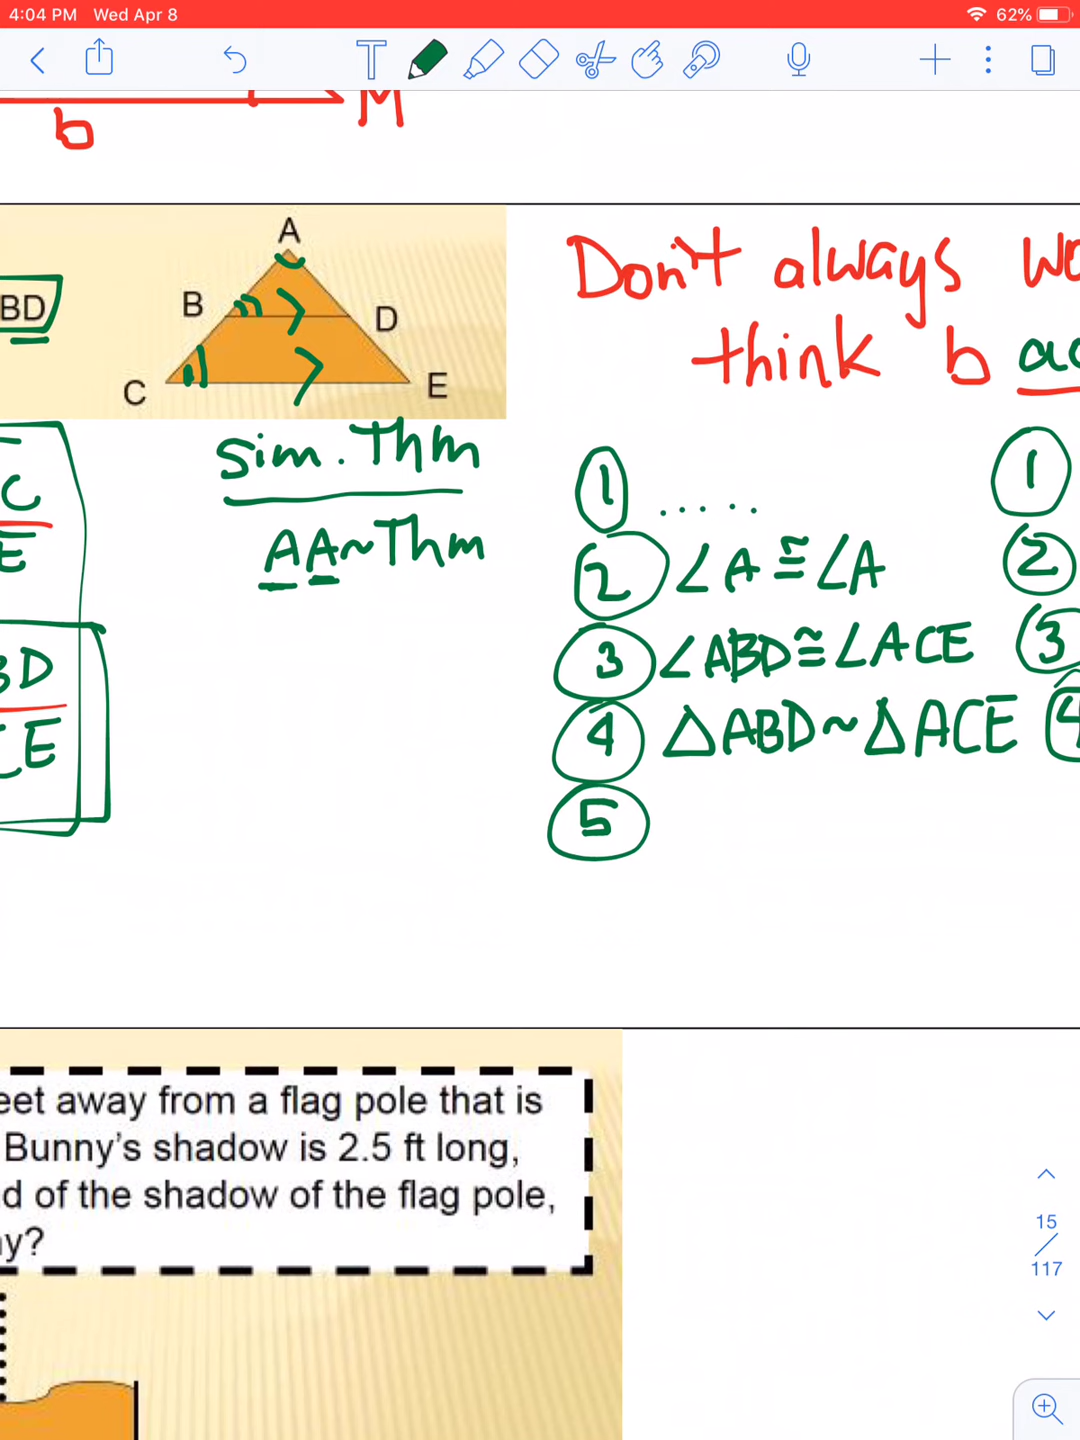 4:04 PM Wed Apr 8 62%
T
b M
A
BD B D
C E
Don't always
think b
Sim. Thm
AA~Thm
C
E
BD
CE
1 ..... 1
2 ∠A ≅ ∠A 2
3 ∠ABD ≅ ∠ACE 3
4 △ABD ~ △ACE 4
5
away from a flag pole that is
Bunny's shadow is 2.5 ft long,
of the shadow of the flag pole,
15
/
117